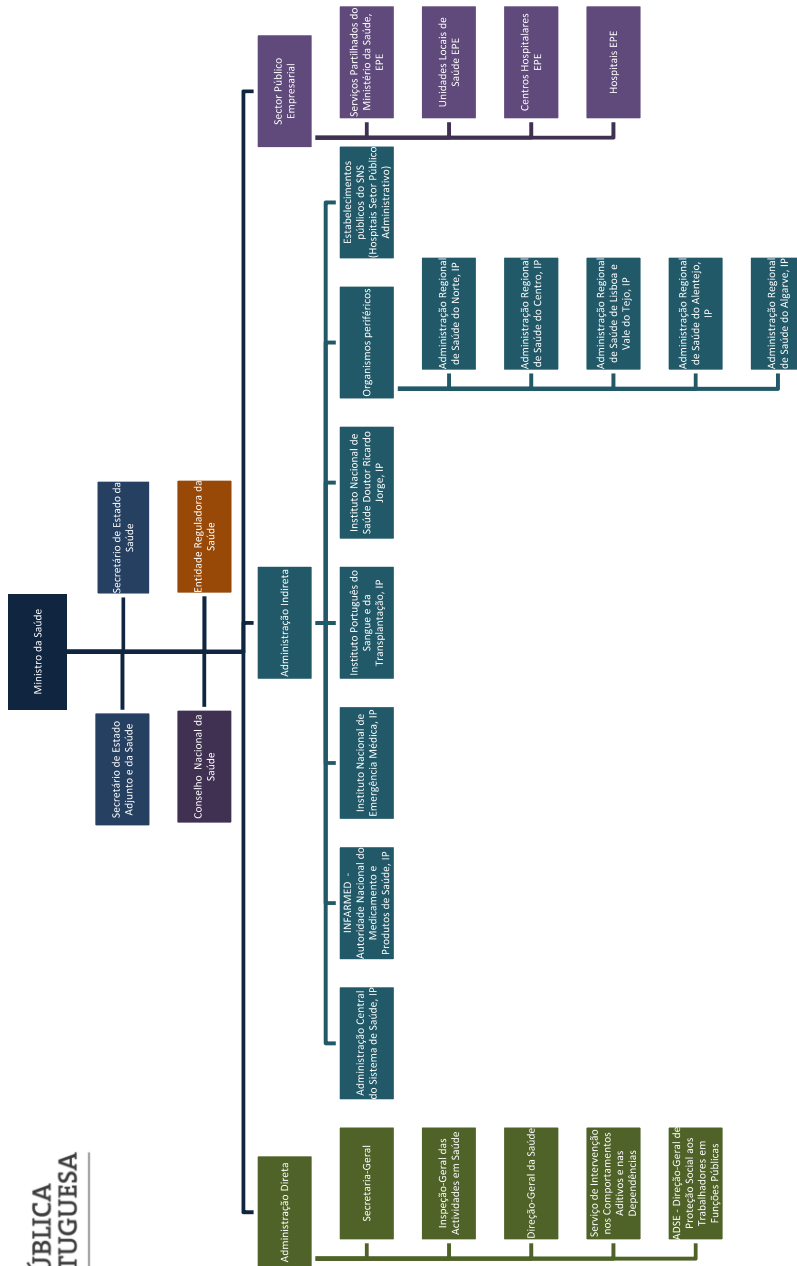 ÚBLICA
TUGUESA
Ministro da Saúde
Secretário de Estado
Adjunto e da Saúde
Secretário de Estado da
Saúde
Conselho Nacional da
Saúde
Entidade Reguladora da
Saúde
Administração Direta
Secretaria-Geral
Inspeção-Geral das
Actividades em Saúde
Direção-Geral da Saúde
Serviço de Intervenção
nos Comportamentos
Aditivos e nas
Dependências
ADSE - Direção-Geral de
Proteção Social aos
Trabalhadores em
Funções Públicas
Administração Indireta
Administração Central
do Sistema de Saúde, IP
INFARMED -
Autoridade Nacional do
Medicamento e
Produtos de Saúde, IP
Instituto Nacional de
Emergência Médica, IP
Instituto Português do
Sangue e da
Transplantação, IP
Instituto Nacional de
Saúde Doutor Ricardo
Jorge, IP
Organismos periféricos
Administração Regional
de Saúde do Norte, IP
Administração Regional
de Saúde do Centro, IP
Administração Regional
de Saúde de Lisboa e
Vale do Tejo, IP
Administração Regional
de Saúde do Alentejo,
IP
Administração Regional
de Saúde do Algarve, IP
Estabelecimentos
públicos do SNS
(Hospitais Setor Público
Administrativo)
Sector Público
Empresarial
Serviços Partilhados do
Ministério da Saúde,
EPE
Unidades Locais de
Saúde EPE
Centros Hospitalares
EPE
Hospitais EPE